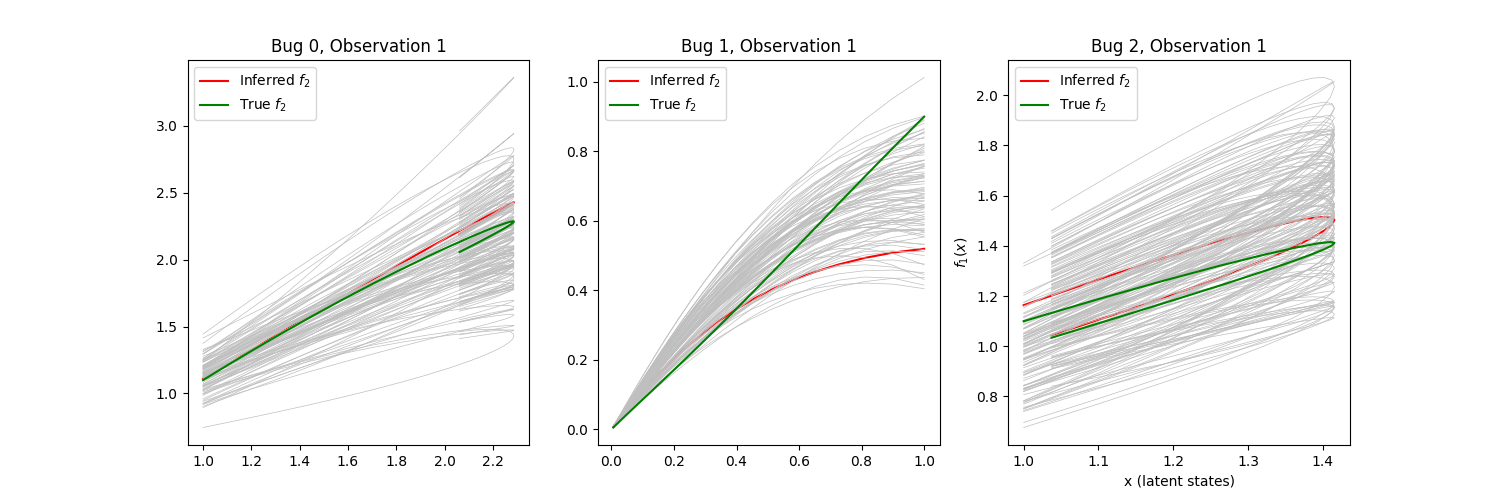 Bug 0, Observation 1
Inferred f₂
True f₂
3.0
2.5
2.0
1.5
1.0
1.0 1.2 1.4 1.6 1.8 2.0 2.2
Bug 1, Observation 1
Inferred f₂
True f₂
1.0
0.8
0.6
0.4
0.2
0.0
0.0 0.2 0.4 0.6 0.8 1.0
Bug 2, Observation 1
Inferred f₂
True f₂
f₁(x)
2.0
1.8
1.6
1.4
1.2
1.0
0.8
1.0 1.1 1.2 1.3 1.4
x (latent states)